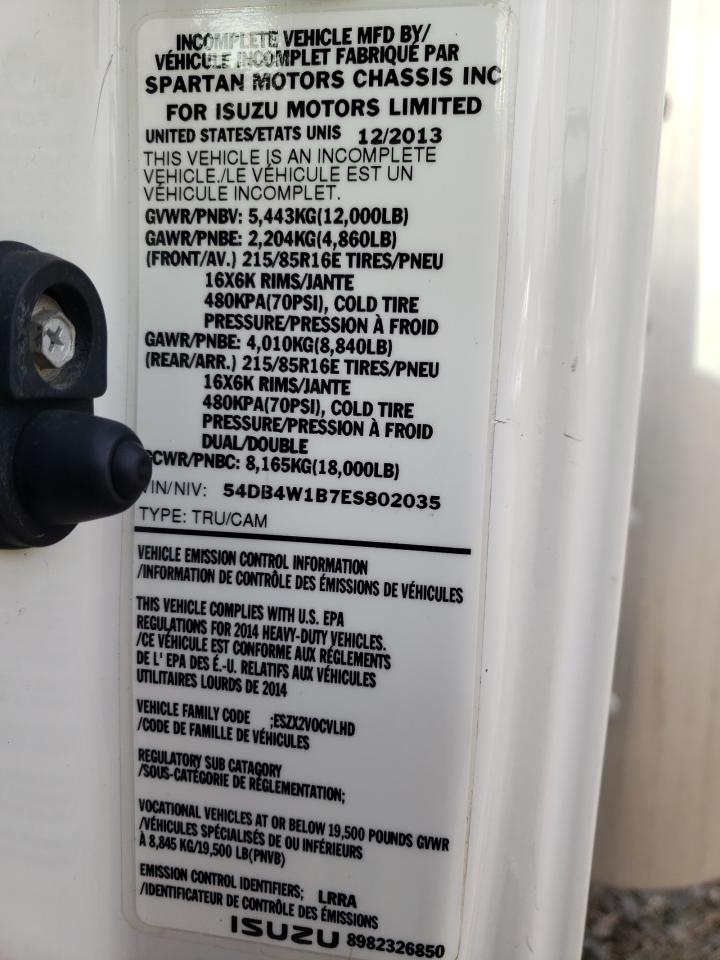 INCOMPLETE VEHICLE MFD BY/
VÉHICULE INCOMPLET FABRIQUÉ PAR
SPARTAN MOTORS CHASSIS INC
FOR ISUZU MOTORS LIMITED
UNITED STATES/ETATS UNIS 12/2013
THIS VEHICLE IS AN INCOMPLETE
VEHICLE./LE VÉHICULE EST UN
VÉHICULE INCOMPLET.
GVWR/PNBV: 5,443KG(12,000LB)
GAWR/PNBE: 2,204KG(4,860LB)
(FRONT/AV.) 215/85R16E TIRES/PNEU
16X6K RIMS/JANTE
480KPA(70PSI), COLD TIRE
PRESSURE/PRESSION À FROID
GAWR/PNBE: 4,010KG(8,840LB)
(REAR/ARR.) 215/85R16E TIRES/PNEU
16X6K RIMS/JANTE
480KPA(70PSI), COLD TIRE
PRESSURE/PRESSION À FROID
DUAL/DOUBLE
GCWR/PNBC: 8,165KG(18,000LB)
VIN/NIV: 54DB4W1B7ES802035
TYPE: TRU/CAM
VEHICLE EMISSION CONTROL INFORMATION
/INFORMATION DE CONTRÔLE DES ÉMISSIONS DE VÉHICULES
THIS VEHICLE COMPLIES WITH U.S. EPA
REGULATIONS FOR 2014 HEAVY-DUTY VEHICLES.
/CE VÉHICULE EST CONFORME AUX RÉGLEMENTS
DE L' EPA DES É.-U. RELATIFS AUX VÉHICULES
UTILITAIRES LOURDS DE 2014
VEHICLE FAMILY CODE ;ESZX2VOCVLHD
/CODE DE FAMILLE DE VÉHICULES
REGULATORY SUB CATAGORY
/SOUS-CATÉGORIE DE RÉGLEMENTATION;
VOCATIONAL VEHICLES AT OR BELOW 19,500 POUNDS GVWR
/VÉHICULES SPÉCIALISÉS DE OU INFÉRIEURS
À 8,845 KG/19,500 LB(PNVB)
EMISSION CONTROL IDENTIFIERS; LRRA
/IDENTIFICATEUR DE CONTRÔLE DES ÉMISSIONS
ISUZU 8982326850